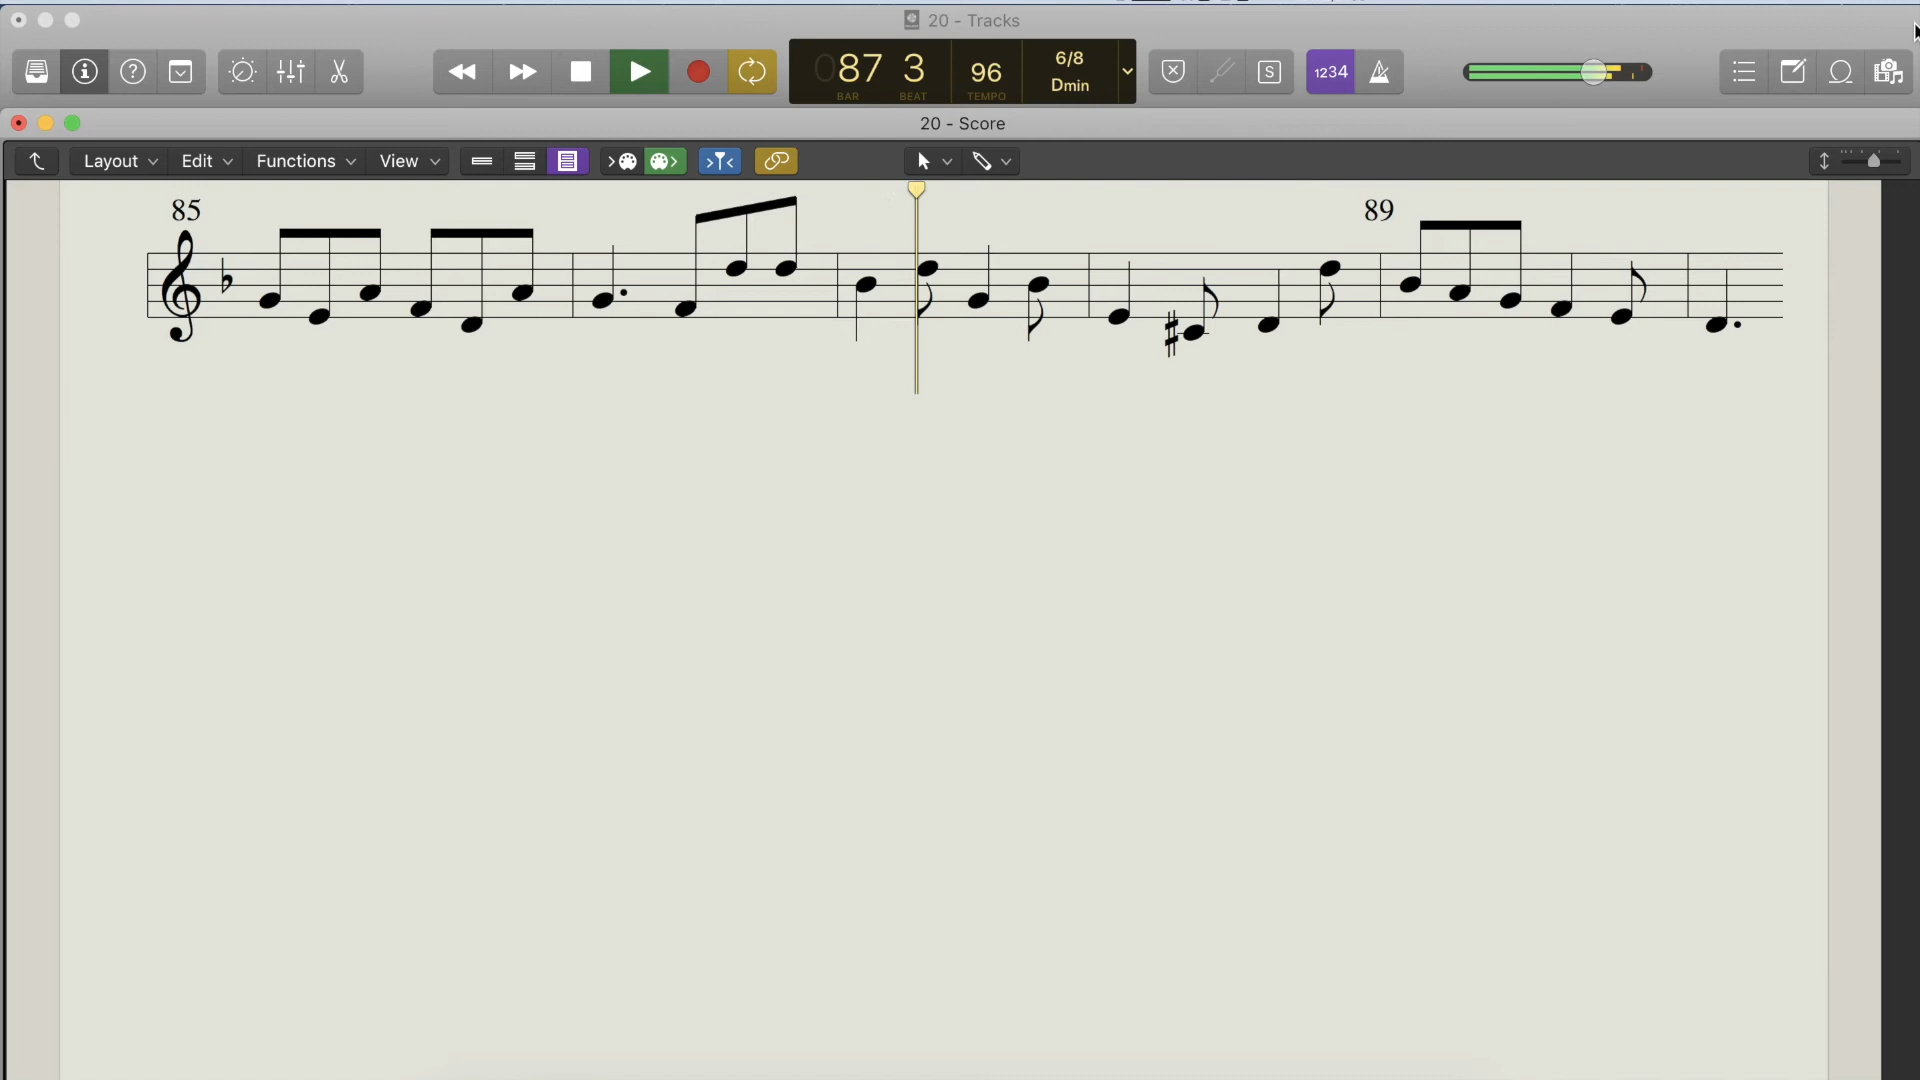 20 - Tracks
087 3 96 6/8
Dmin
BAR BEAT TEMPO
S 1234
20 - Score
Layout Edit Functions View
85 89